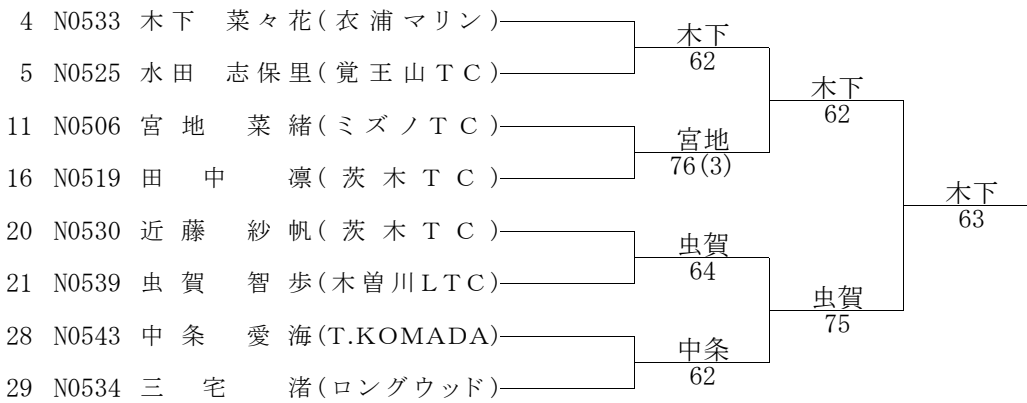 4 N0533 木下 菜々花(衣浦マリン)
5 N0525 水田 志保里(覚王山TC)
11 N0506 宮地 菜緒(ミズノTC)
16 N0519 田中 凛(茨木TC)
20 N0530 近藤 紗帆(茨木TC)
21 N0539 虫賀 智歩(木曽川LTC)
28 N0543 中条 愛海(T.KOMADA)
29 N0534 三宅 渚(ロングウッド)
木下
62
宮地
76(3)
虫賀
64
中条
62
木下
62
虫賀
75
木下
63